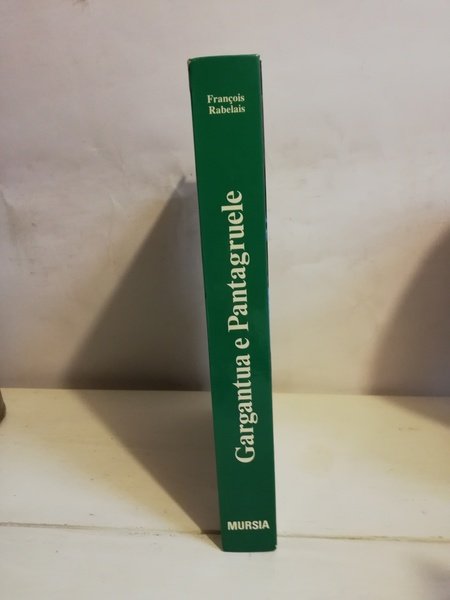 François
Rabelais
Gargantua e Pantagruele
MURSIA